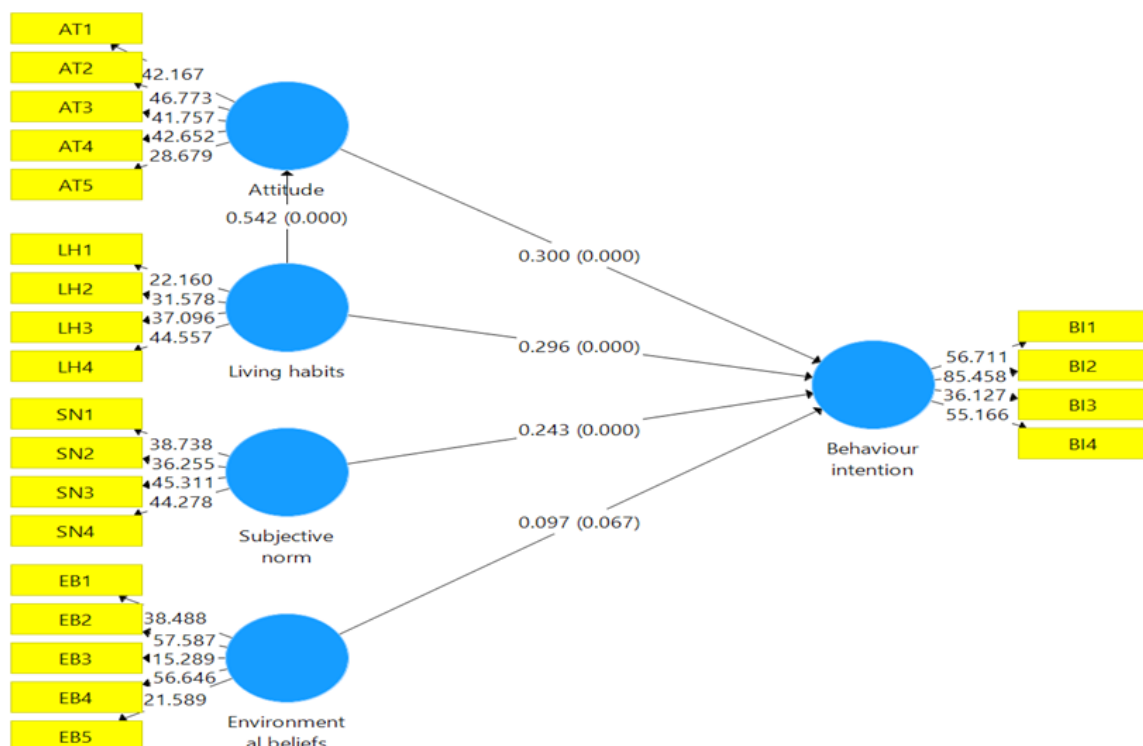 AT1
AT2
AT3
AT4
AT5
42.167
46.773
41.757
42.652
28.679
Attitude
0.542 (0.000)
0.300 (0.000)
LH1
LH2
LH3
LH4
22.160
31.578
37.096
44.557
Living habits
0.296 (0.000)
SN1
SN2
SN3
SN4
38.738
36.255
45.311
44.278
Subjective
norm
0.243 (0.000)
EB1
EB2
EB3
EB4
EB5
38.488
57.587
15.289
56.646
21.589
Environment
al beliefs
0.097 (0.067)
Behaviour
intention
56.711
85.458
36.127
55.166
BI1
BI2
BI3
BI4